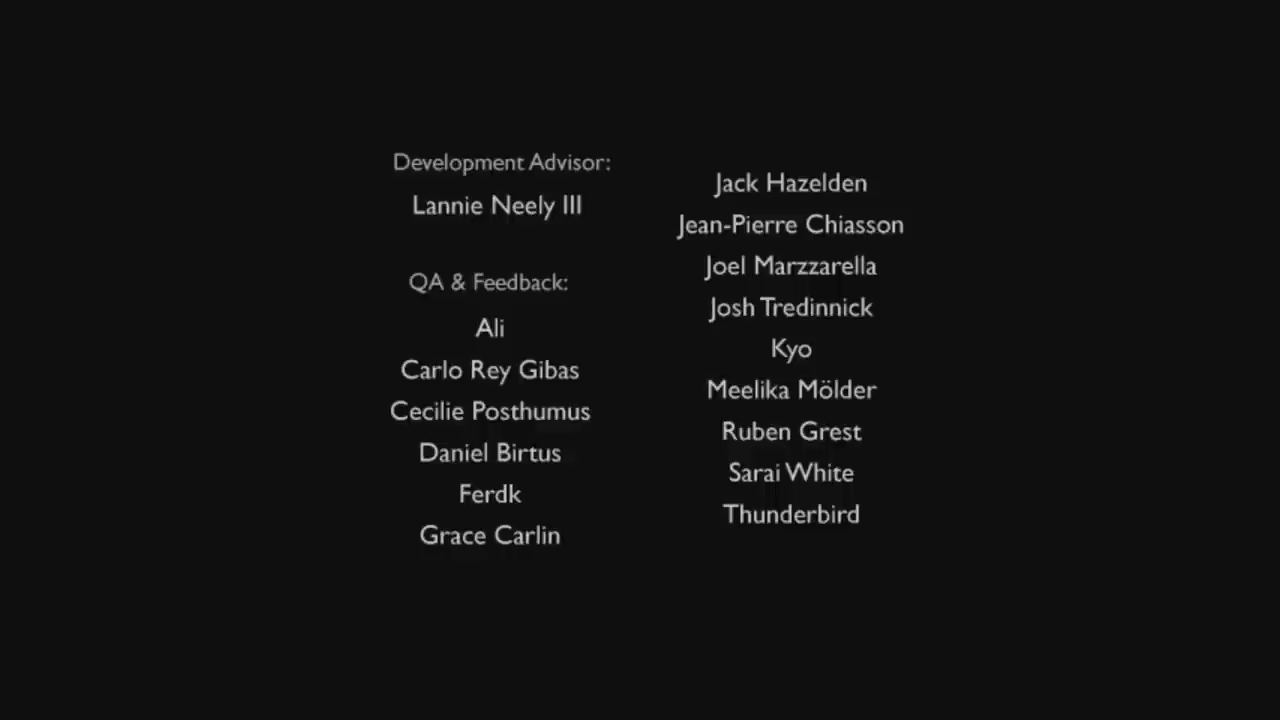 Development Advisor:
Lannie Neely III
QA & Feedback:
Ali
Carlo Rey Gibas
Cecilie Posthumus
Daniel Birtus
Ferdk
Grace Carlin
Jack Hazelden
Jean-Pierre Chiasson
Joel Marzzarella
Josh Tredinnick
Kyo
Meelika Mölder
Ruben Grest
Sarai White
Thunderbird